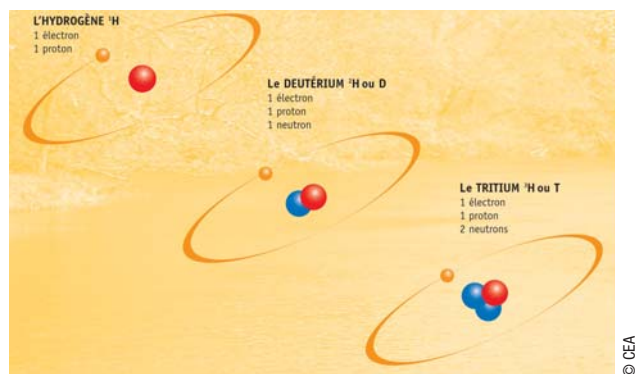 L'HYDROGÈNE ¹H
1 électron
1 proton
Le DEUTÉRIUM ²H ou D
1 électron
1 proton
1 neutron
Le TRITIUM ³H ou T
1 électron
1 proton
2 neutrons
© CEA